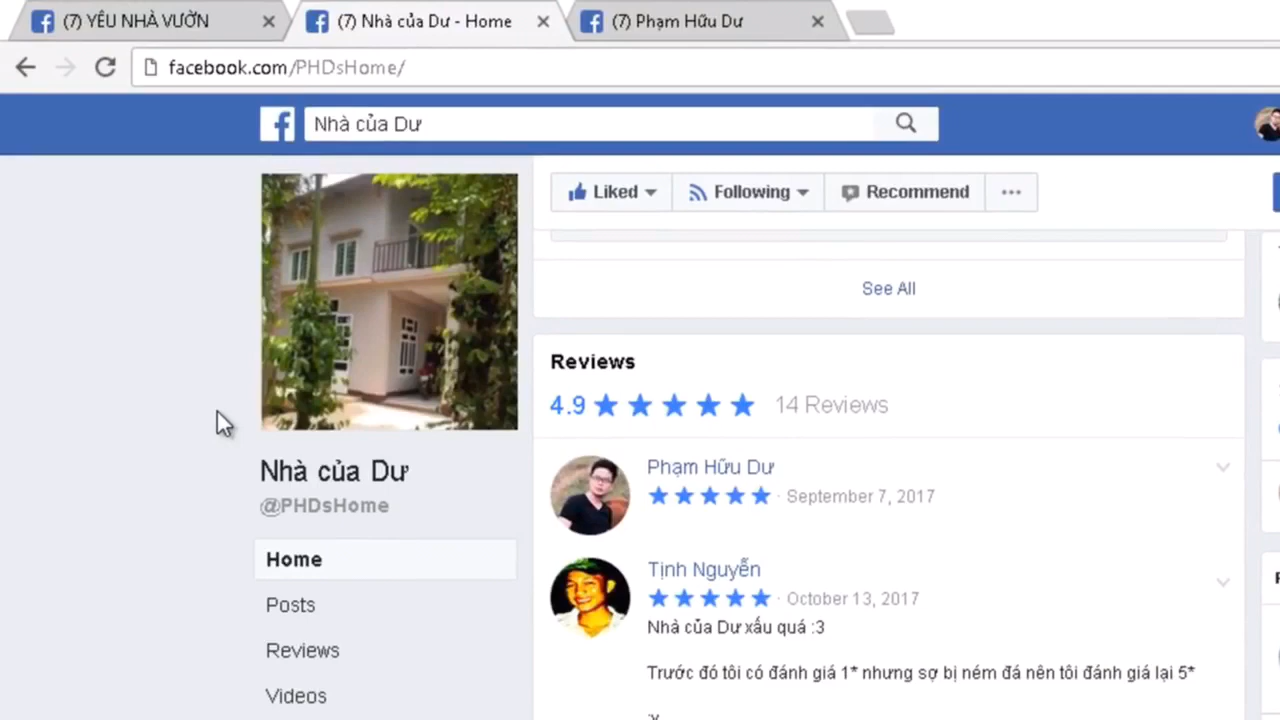 (7) YÊU NHÀ VƯỜN
(7) Nhà của Dư - Home
(7) Phạm Hữu Dư
facebook.com/PHDsHome/
Nhà của Dư
Liked
Following
Recommend
See All
Reviews
4.9
14 Reviews
Phạm Hữu Dư
· September 7, 2017
Tịnh Nguyễn
· October 13, 2017
Nhà của Dư xấu quá :3
Trước đó tôi có đánh giá 1* nhưng sợ bị ném đá nên tôi đánh giá lại 5*
Nhà của Dư
@PHDsHome
Home
Posts
Reviews
Videos